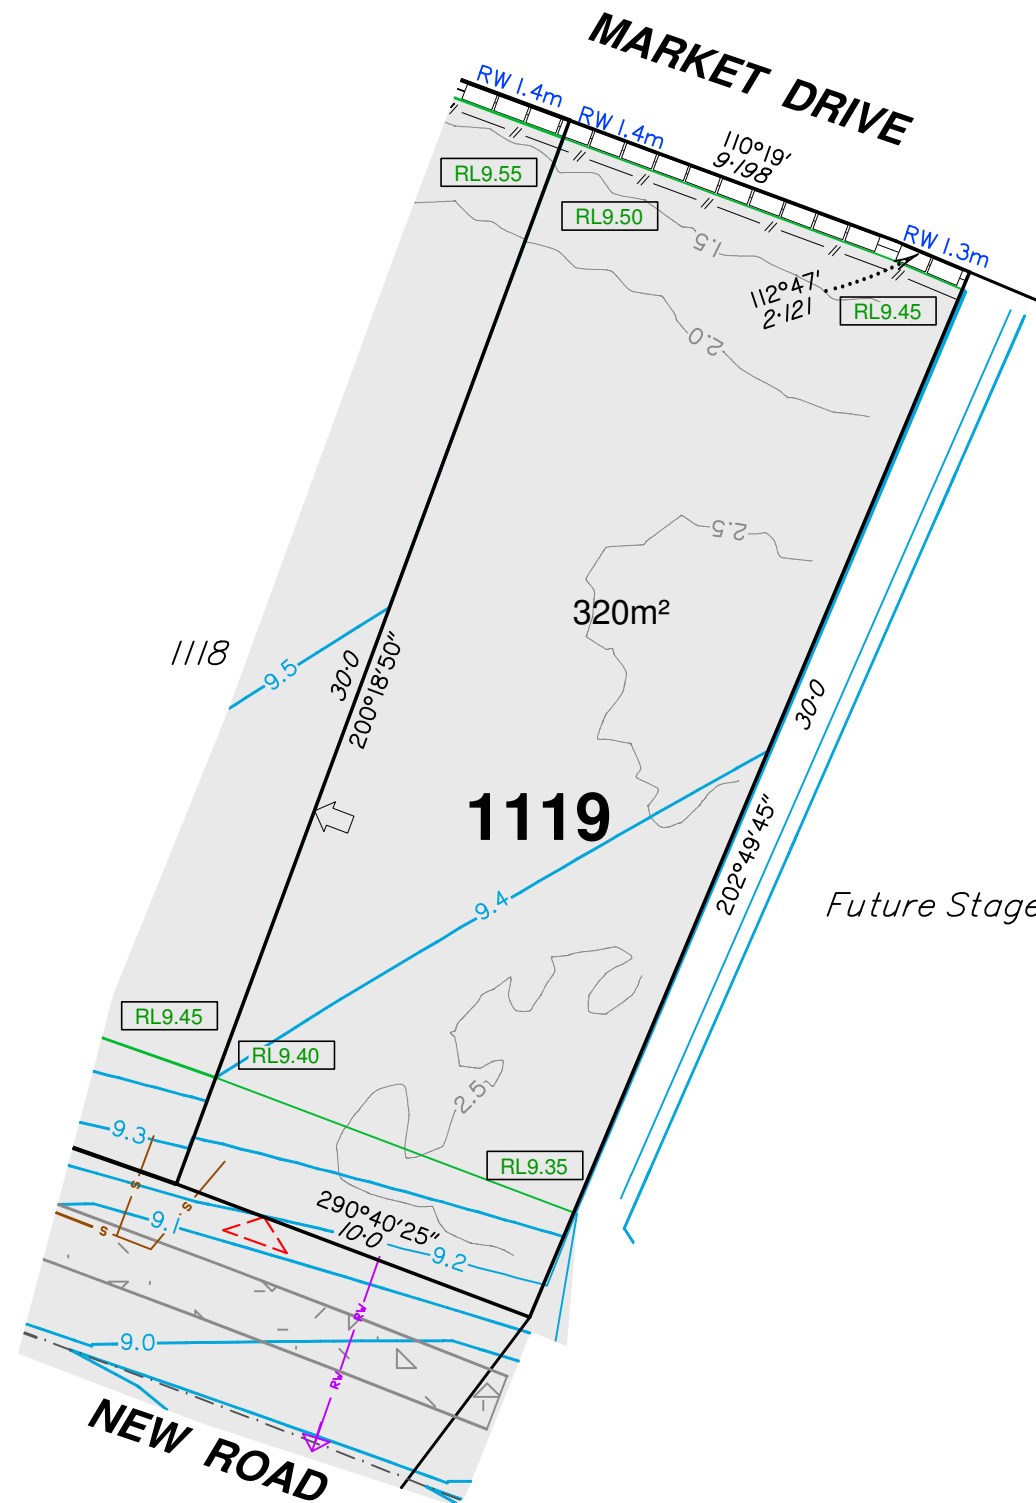 MARKET DRIVE
RW 1.4m
RW 1.4m
110°19′
9·198
RL9.55
RL9.50
RW 1.3m
1.5
112°47′
2·121
RL9.45
2.0
2.5
320m²
1118
9.5
30·0
200°18′50″
30·0
1119
202°49′45″
9.4
Future Stage
RL9.45
RL9.40
2.5
9.3
RL9.35
S
S
S
9.1
290°40′25″
10·0
9.2
RW
9.0
RW
NEW ROAD